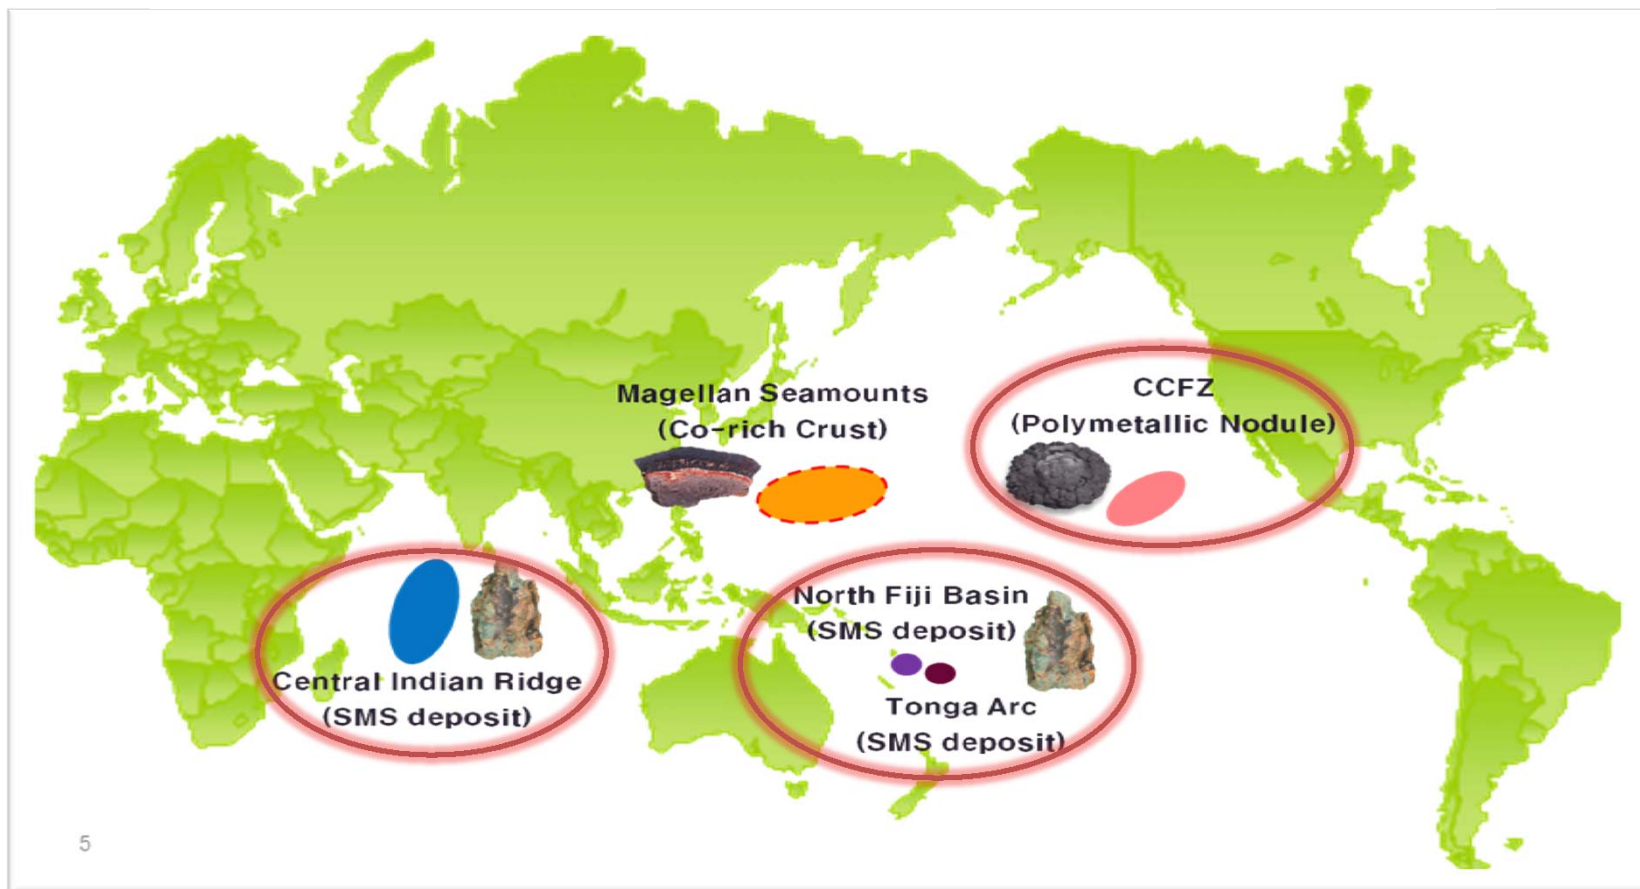 Magellan Seamounts
(Co-rich Crust)
CCFZ
(Polymetallic Nodule)
North Fiji Basin
(SMS deposit)
Central Indian Ridge
(SMS deposit)
Tonga Arc
(SMS deposit)
5